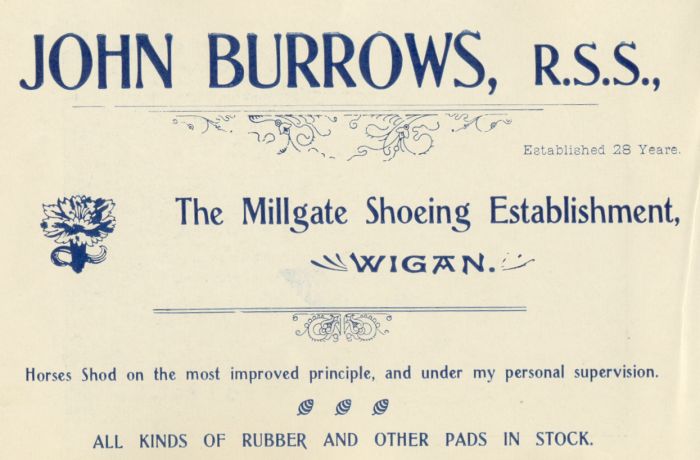 JOHN BURROWS, R.S.S.,
Established 28 Yeare.
The Millgate Shoeing Establishment,
WIGAN.
Horses Shod on the most improved principle, and under my personal supervision.
ALL KINDS OF RUBBER AND OTHER PADS IN STOCK.